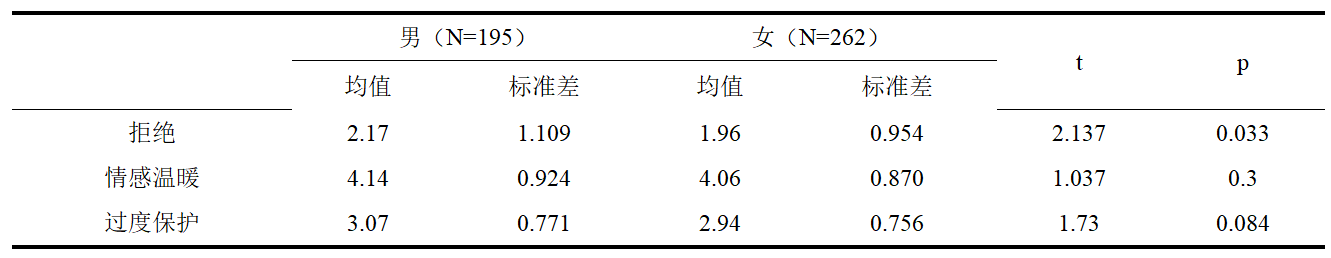 男（N=195） 女（N=262） t p
均值 标准差 均值 标准差
拒绝 2.17 1.109 1.96 0.954 2.137 0.033
情感温暖 4.14 0.924 4.06 0.870 1.037 0.3
过度保护 3.07 0.771 2.94 0.756 1.73 0.084